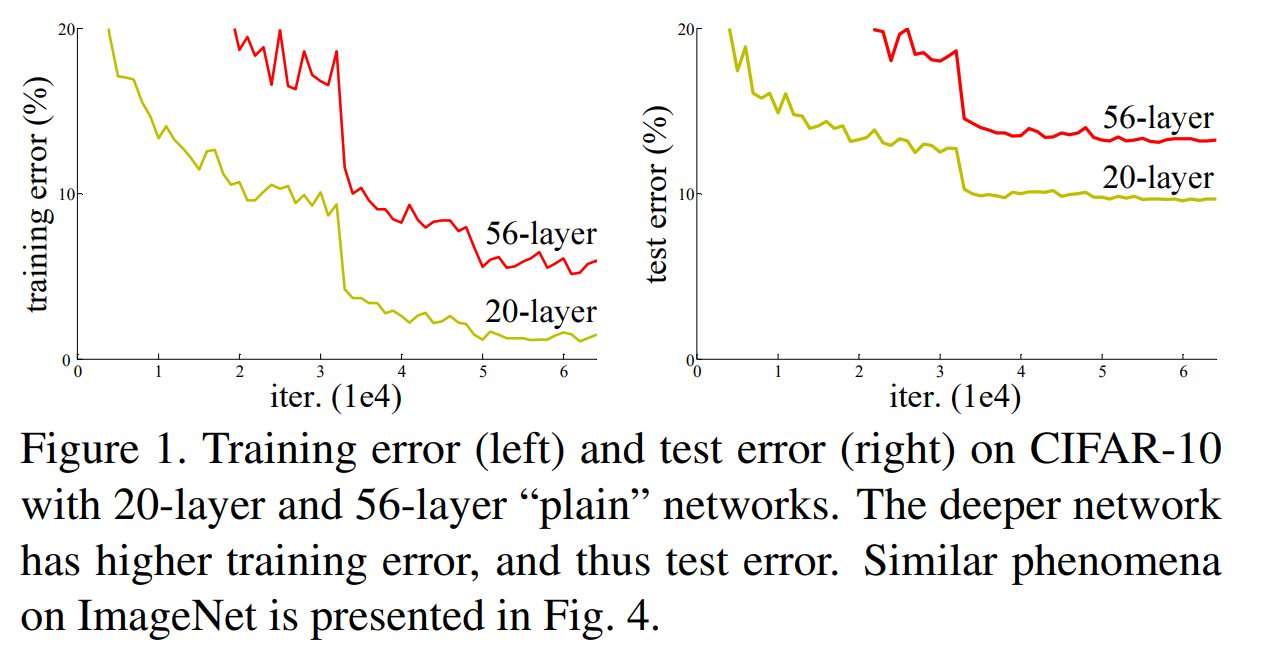 20
10
0
training error (%)
56-layer
20-layer
0 1 2 3 4 5 6
iter. (1e4)
20
10
0
test error (%)
56-layer
20-layer
0 1 2 3 4 5 6
iter. (1e4)
Figure 1. Training error (left) and test error (right) on CIFAR-10
with 20-layer and 56-layer “plain” networks. The deeper network
has higher training error, and thus test error. Similar phenomena
on ImageNet is presented in Fig. 4.